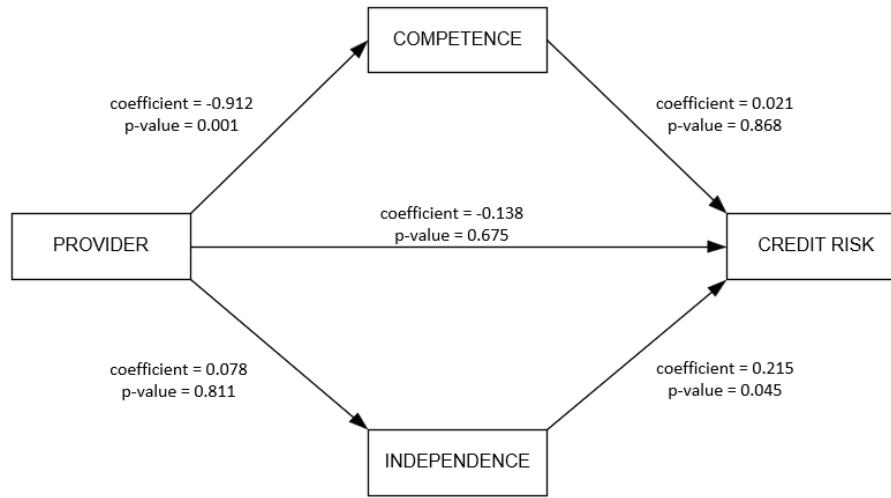 COMPETENCE
coefficient = -0.912
p-value = 0.001
coefficient = 0.021
p-value = 0.868
PROVIDER
coefficient = -0.138
p-value = 0.675
CREDIT RISK
coefficient = 0.078
p-value = 0.811
coefficient = 0.215
p-value = 0.045
INDEPENDENCE